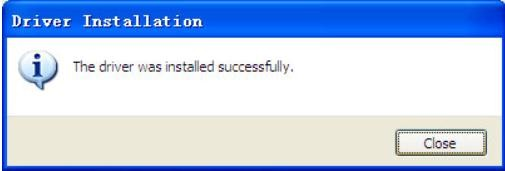 Driver Installation
The driver was installed successfully.
Close